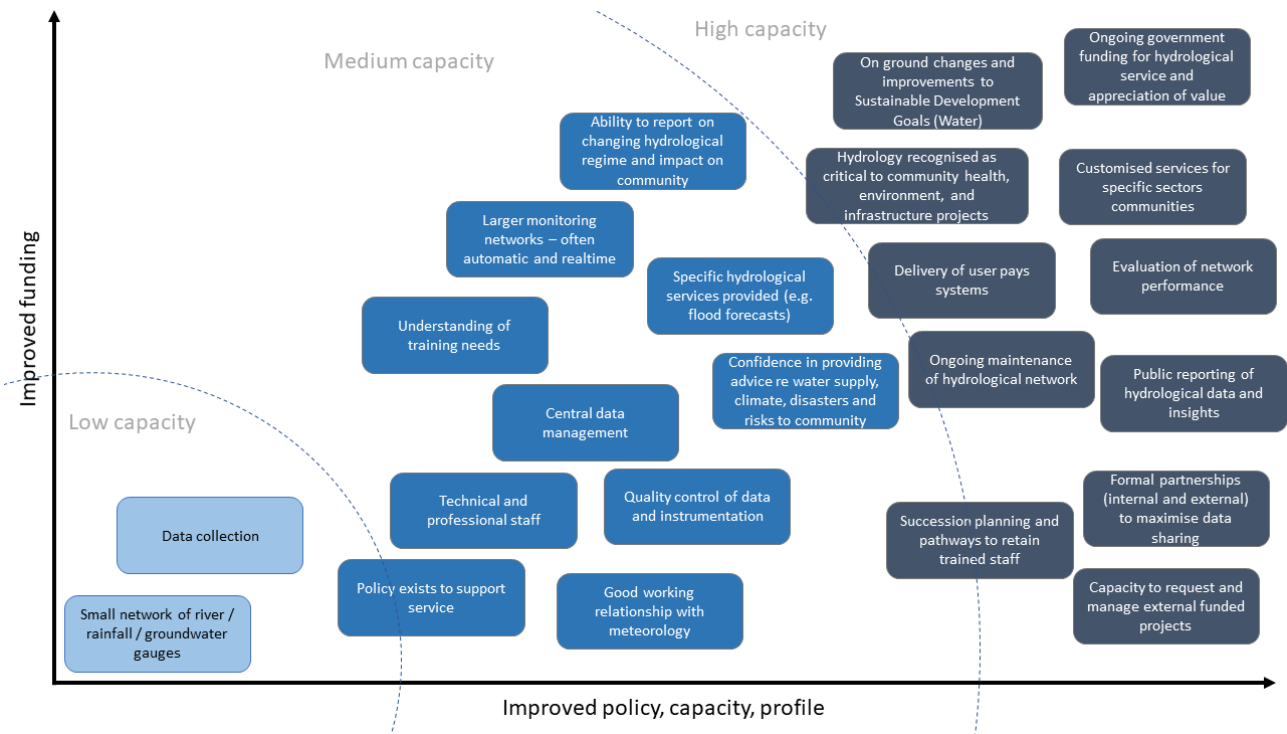 High capacity
Medium capacity
Low capacity
Improved funding
On ground changes and
improvements to
Sustainable Development
Goals (Water)
Ongoing government
funding for hydrological
service and
appreciation of value
Ability to report on
changing hydrological
regime and impact on
community
Hydrology recognised as
critical to community health,
environment, and
infrastructure projects
Customised services for
specific sectors
communities
Larger monitoring
networks – often
automatic and realtime
Specific hydrological
services provided (e.g.
flood forecasts)
Delivery of user pays
systems
Evaluation of network
performance
Understanding of
training needs
Confidence in providing
advice re water supply,
climate, disasters and
risks to community
Ongoing maintenance
of hydrological network
Public reporting of
hydrological data and
insights
Central data
management
Technical and
professional staff
Quality control of data
and instrumentation
Succession planning and
pathways to retain
trained staff
Formal partnerships
(internal and external)
to maximise data
sharing
Data collection
Policy exists to support
service
Good working
relationship with
meteorology
Capacity to request and
manage external funded
projects
Small network of river /
rainfall / groundwater
gauges
Improved policy, capacity, profile